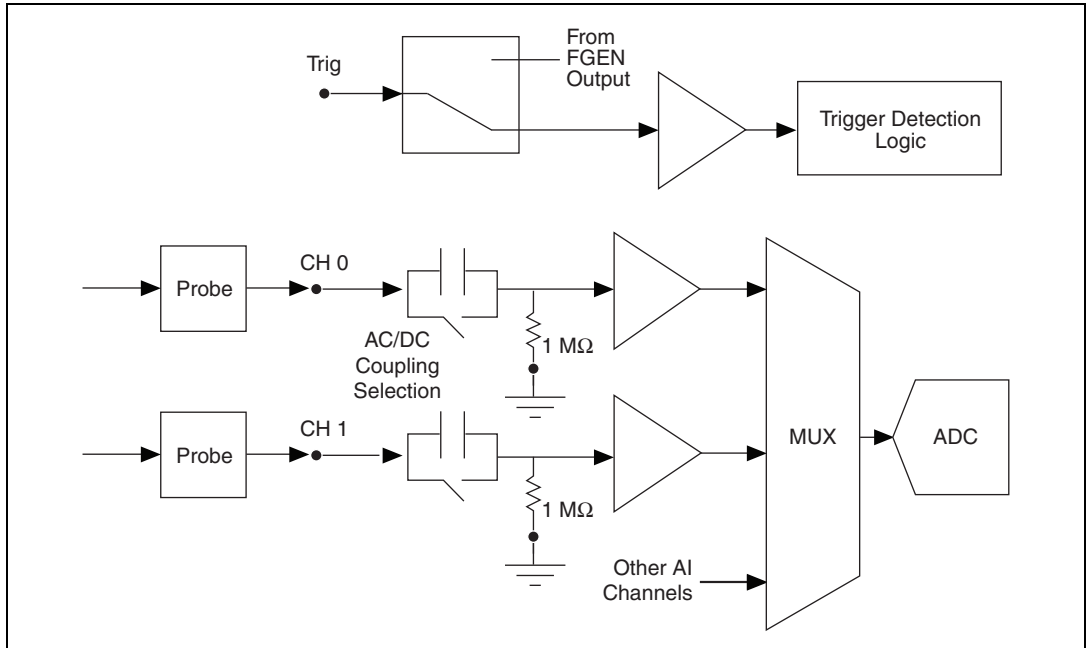 From
FGEN
Output
Trig
Trigger Detection
Logic
Probe
CH 0
AC/DC
Coupling
Selection
1 MΩ
Probe
CH 1
1 MΩ
MUX
ADC
Other AI
Channels